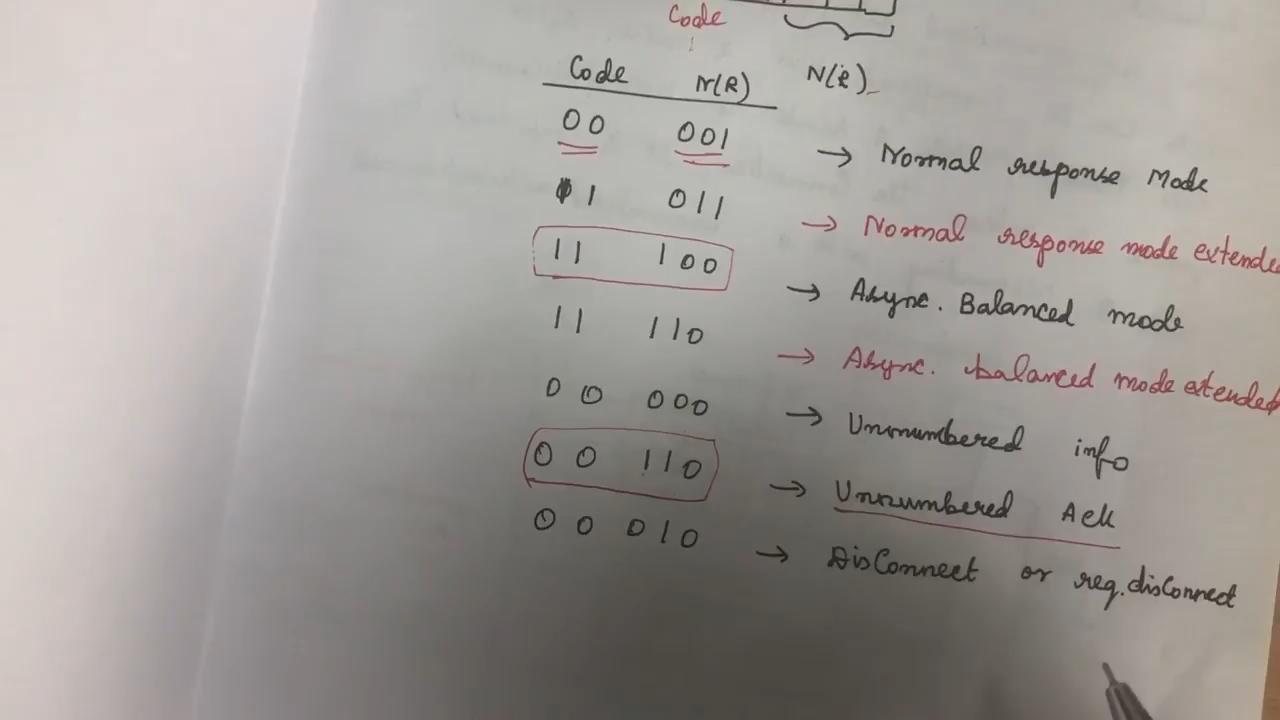 Code
Code N(R) N(R)
00 001 → Normal response Mode
11 011 → Normal response mode extende
11 100 → Async. Balanced mode
11 110 → Async. balanced mode extended
00 000 → Unnumbered info
00 110 → Unnumbered Ack
00 010 → Disconnect or req. disconnect